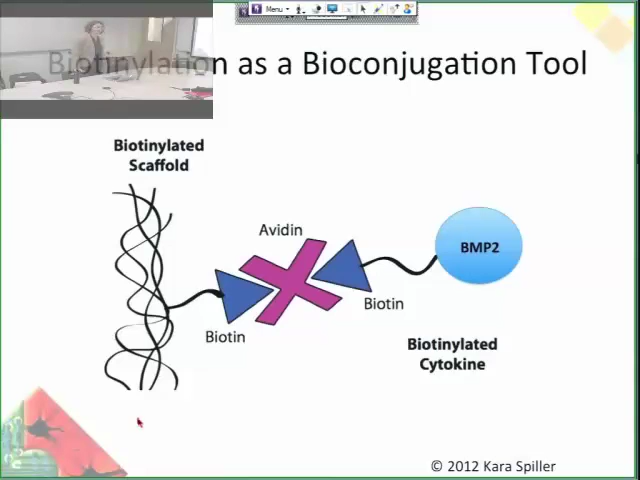 Menu
Biotinylation as a Bioconjugation Tool
Biotinylated
Scaffold
Avidin
BMP2
Biotin
Biotin
Biotinylated
Cytokine
© 2012 Kara Spiller